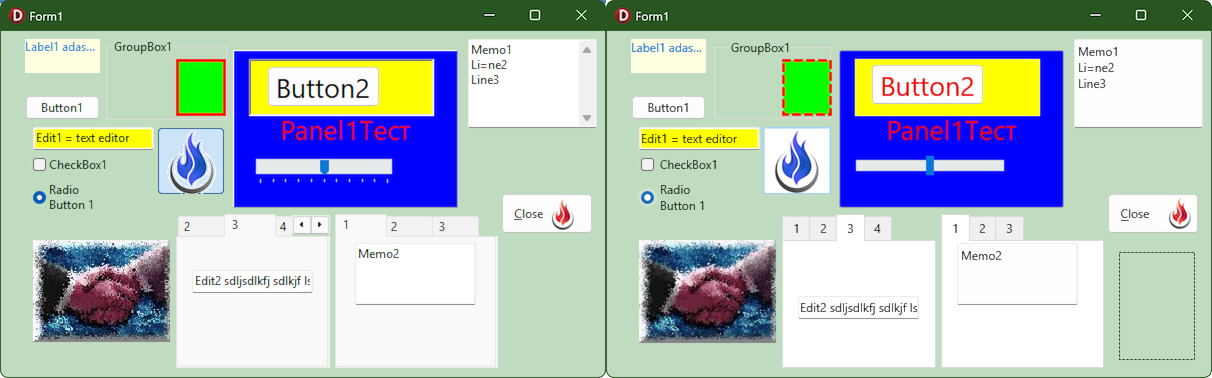 Form1
Label1 adas...
GroupBox1
Button2
Memo1
Li=ne2
Line3
Button1
Panel1Тест
Edit1 = text editor
CheckBox1
Radio
Button 1
Close
2
3
4
1
2
3
Edit2 sdljsdlkfj sdlkjf ls
Memo2
Form1
Label1 adas...
GroupBox1
Button2
Memo1
Li=ne2
Line3
Button1
Panel1Тест
Edit1 = text editor
CheckBox1
Radio
Button 1
Close
1
2
3
4
1
2
3
Memo2
Edit2 sdljsdlkfj sdlkjf ls